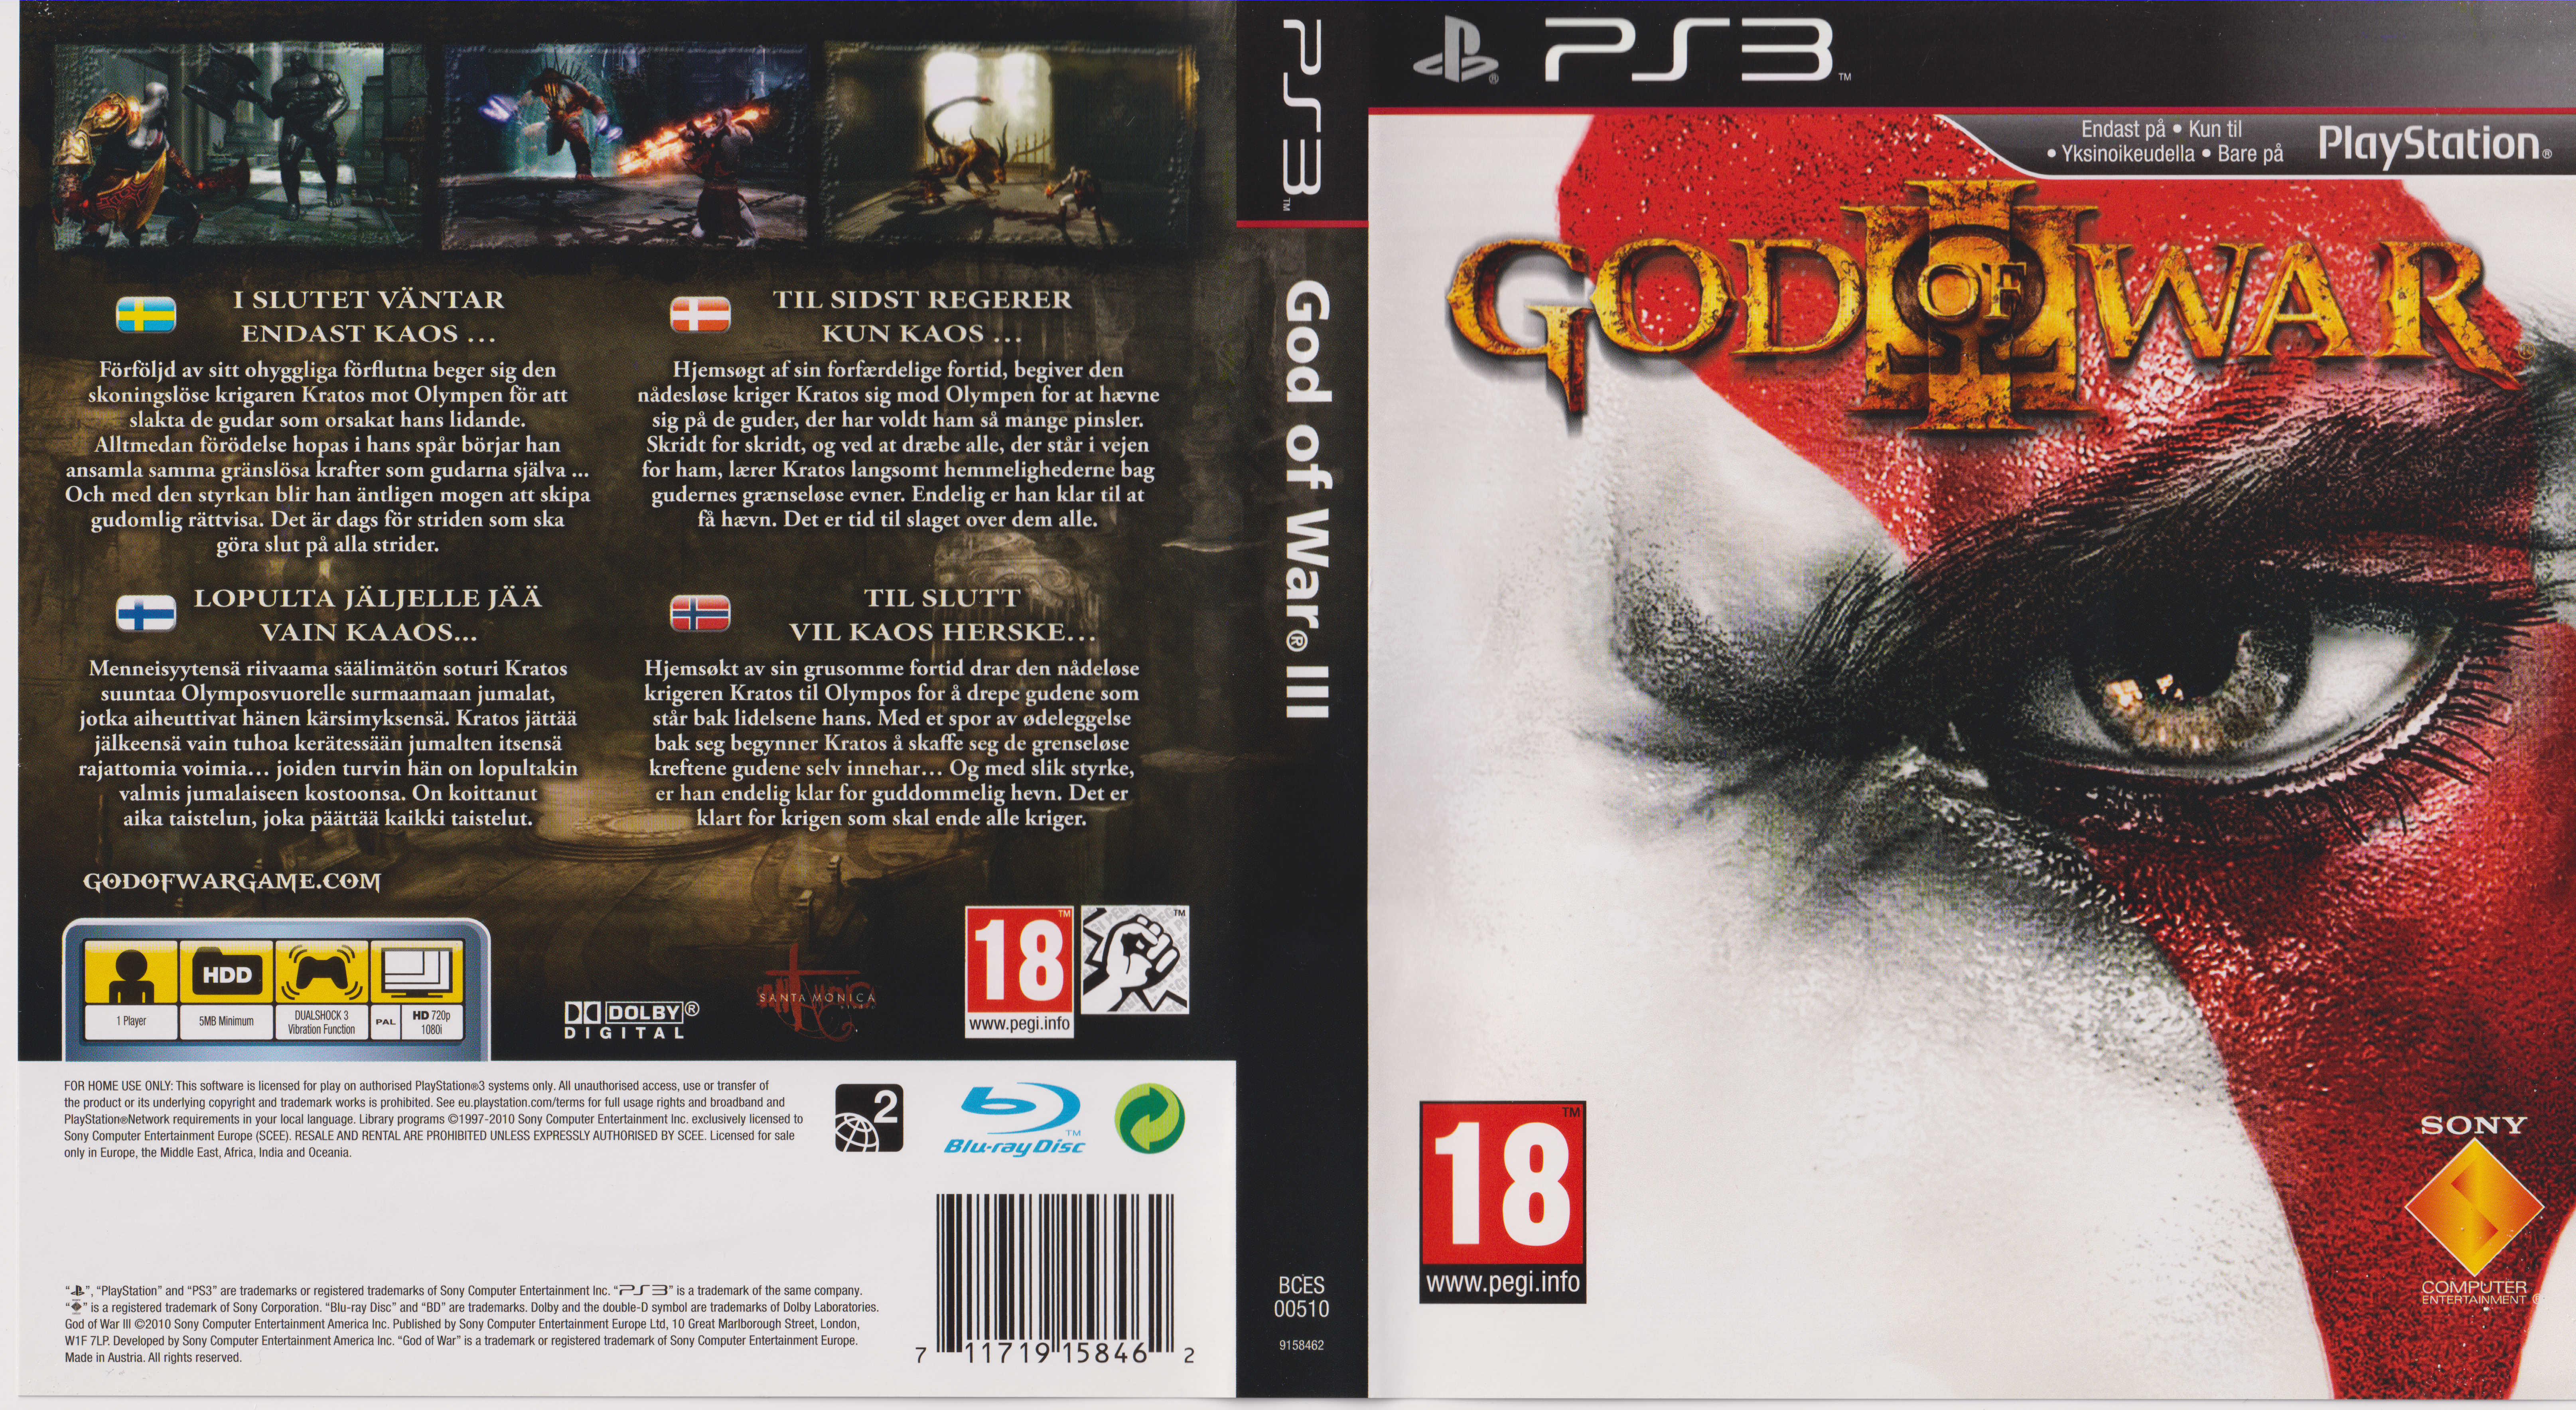 I SLUTET VÄNTAR
ENDAST KAOS ...
Förföljd av sitt ohyggliga förflutna beger sig den
skoningslöse krigaren Kratos mot Olympen för att
slakta de gudar som orsakat hans lidande.
Alltmedan förödelse hopas i hans spår börjar han
ansamla samma gränslösa krafter som gudarna själva ...
Och med den styrkan blir han äntligen mogen att skipa
gudomlig rättvisa. Det är dags för striden som ska
göra slut på alla strider.
TIL SIDST REGERER
KUN KAOS ...
Hjemsøgt af sin forfærdelige fortid, begiver den
nådesløse kriger Kratos sig mod Olympen for at hævne
sig på de guder, der har voldt ham så mange pinsler.
Skridt for skridt, og ved at dræbe alle, der står i vejen
for ham, lærer Kratos langsomt hemmelighederne bag
gudernes grænseløse evner. Endelig er han klar til at
få hævn. Det er tid til slaget over dem alle.
LOPULTA JÄLJELLE JÄÄ
VAIN KAAOS...
Menneisyytensä riivaama säälimätön soturi Kratos
suuntaa Olymposvuorelle surmaamaan jumalat,
jotka aiheuttivat hänen kärsimyksensä. Kratos jättää
jälkeensä vain tuhoa kerätessään jumalten itsensä
rajattomia voimia... joiden turvin hän on lopultakin
valmis jumalaiseen kostoonsa. On koittanut
aika taistelun, joka päättää kaikki taistelut.
TIL SLUTT
VIL KAOS HERSKE...
Hjemsøkt av sin grusomme fortid drar den nådeløse
krigeren Kratos til Olympos for å drepe gudene som
står bak lidelsene hans. Med et spor av ødeleggelse
bak seg begynner Kratos å skaffe seg de grenseløse
kreftene gudene selv innehar... Og med slik styrke,
er han endelig klar for guddommelig hevn. Det er
klart for krigen som skal ende alle kriger.
GODOFWARGAME.COM
HDD
1 Player
5MB Minimum
DUALSHOCK 3
Vibration Function
PAL
HD 720p
1080i
DOLBY®
DIGITAL
SANTA MONICA
studio
18™
www.pegi.info
™
FOR HOME USE ONLY: This software is licensed for play on authorised PlayStation®3 systems only. All unauthorised access, use or transfer of
the product or its underlying copyright and trademark works is prohibited. See eu.playstation.com/terms for full usage rights and broadband and
PlayStation®Network requirements in your local language. Library programs ©1997-2010 Sony Computer Entertainment Inc. exclusively licensed to
Sony Computer Entertainment Europe (SCEE). RESALE AND RENTAL ARE PROHIBITED UNLESS EXPRESSLY AUTHORISED BY SCEE. Licensed for sale
only in Europe, the Middle East, Africa, India and Oceania.
2
Blu-ray Disc™
“ ”, “PlayStation” and “PS3” are trademarks or registered trademarks of Sony Computer Entertainment Inc. “PS3” is a trademark of the same company.
“ ” is a registered trademark of Sony Corporation. “Blu-ray Disc” and “BD” are trademarks. Dolby and the double-D symbol are trademarks of Dolby Laboratories.
God of War III ©2010 Sony Computer Entertainment America Inc. Published by Sony Computer Entertainment Europe Ltd, 10 Great Marlborough Street, London,
W1F 7LP. Developed by Sony Computer Entertainment America Inc. “God of War” is a trademark or registered trademark of Sony Computer Entertainment Europe.
Made in Austria. All rights reserved.
7 11719 15846 2
PS3™
God of War® III
BCES
00510
9158462
® PS3™
Endast på • Kun til
• Yksinoikeudella • Bare på
PlayStation®
GOD OF WAR III®
18™
www.pegi.info
SONY
COMPUTER
ENTERTAINMENT ®